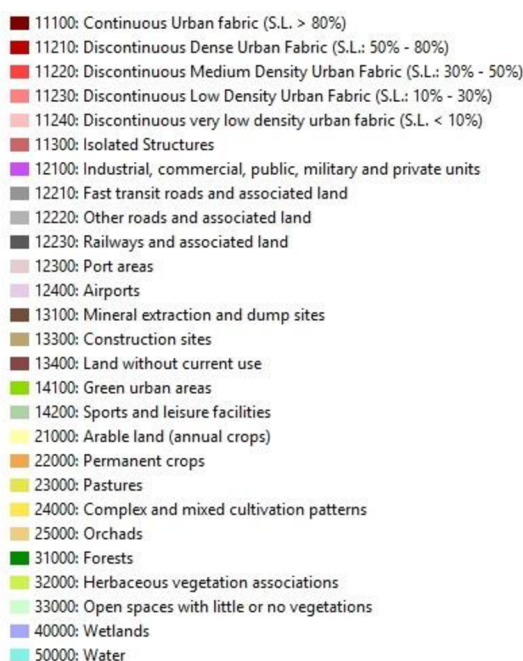 11100: Continuous Urban fabric (S.L. > 80%)
11210: Discontinuous Dense Urban Fabric (S.L.: 50% - 80%)
11220: Discontinuous Medium Density Urban Fabric (S.L.: 30% - 50%)
11230: Discontinuous Low Density Urban Fabric (S.L.: 10% - 30%)
11240: Discontinuous very low density urban fabric (S.L. < 10%)
11300: Isolated Structures
12100: Industrial, commercial, public, military and private units
12210: Fast transit roads and associated land
12220: Other roads and associated land
12230: Railways and associated land
12300: Port areas
12400: Airports
13100: Mineral extraction and dump sites
13300: Construction sites
13400: Land without current use
14100: Green urban areas
14200: Sports and leisure facilities
21000: Arable land (annual crops)
22000: Permanent crops
23000: Pastures
24000: Complex and mixed cultivation patterns
25000: Orchads
31000: Forests
32000: Herbaceous vegetation associations
33000: Open spaces with little or no vegetations
40000: Wetlands
50000: Water